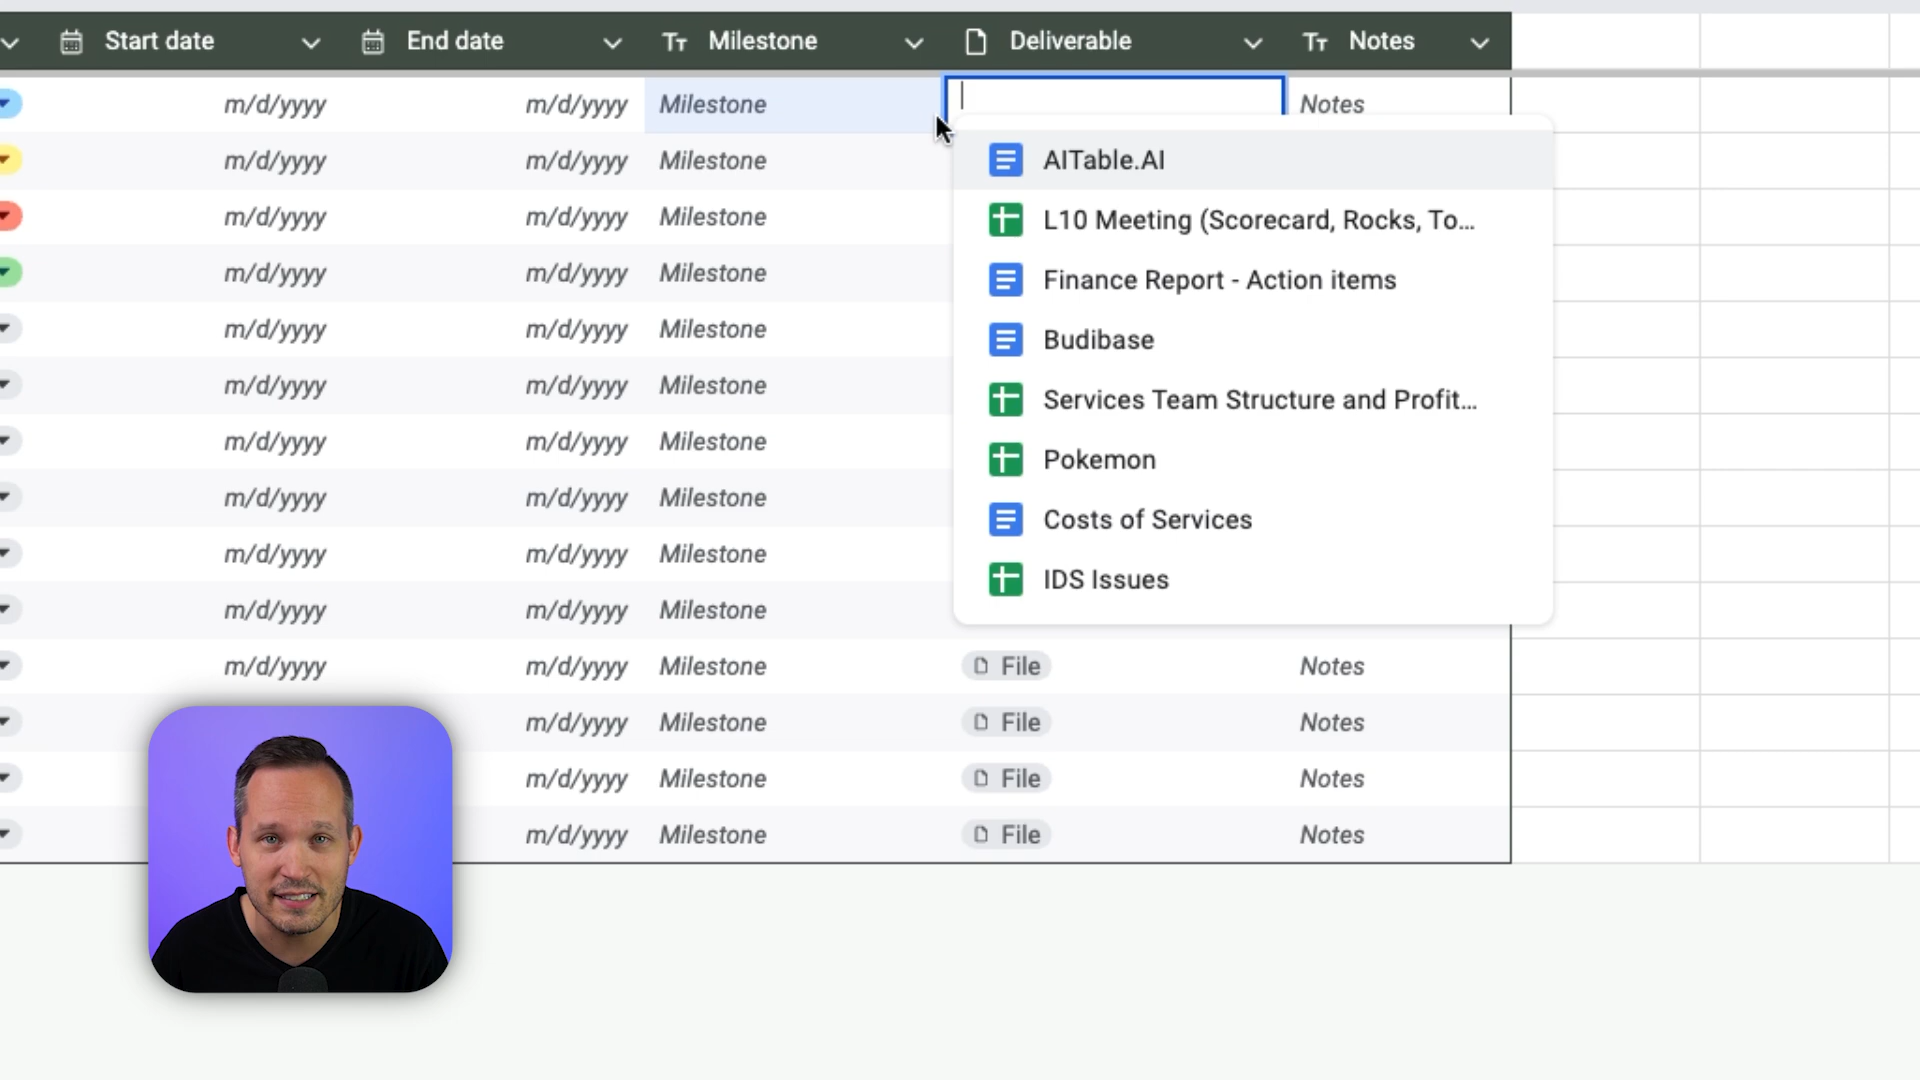 Start date End date Milestone Deliverable Notes
m/d/yyyy m/d/yyyy Milestone Notes
m/d/yyyy m/d/yyyy Milestone AITable.AI
m/d/yyyy m/d/yyyy Milestone L10 Meeting (Scorecard, Rocks, To...
m/d/yyyy m/d/yyyy Milestone Finance Report - Action items
m/d/yyyy m/d/yyyy Milestone Budibase
m/d/yyyy m/d/yyyy Milestone Services Team Structure and Profit...
m/d/yyyy m/d/yyyy Milestone Pokemon
m/d/yyyy m/d/yyyy Milestone Costs of Services
m/d/yyyy m/d/yyyy Milestone IDS Issues
m/d/yyyy m/d/yyyy Milestone
m/d/yyyy m/d/yyyy Milestone File Notes
m/d/yyyy Milestone File Notes
m/d/yyyy Milestone File Notes
m/d/yyyy Milestone File Notes